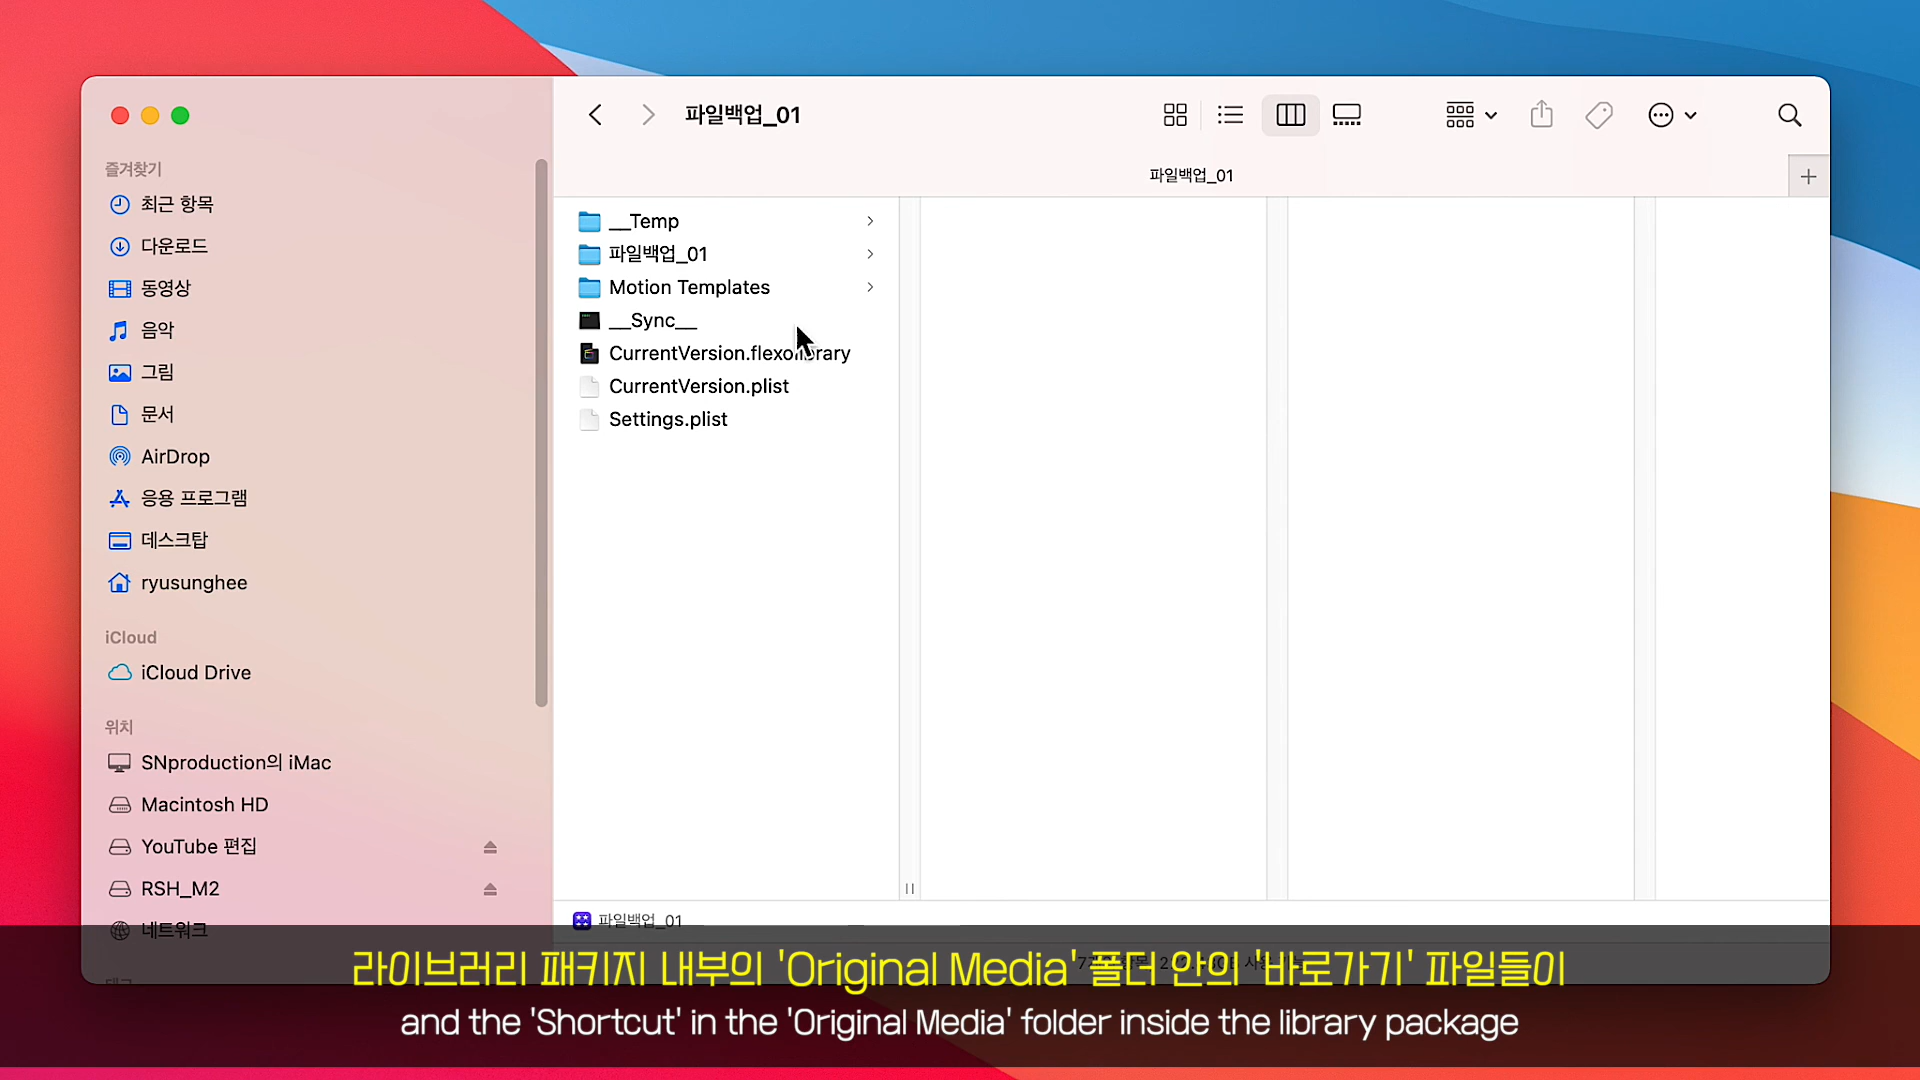 파일백업_01
파일백업_01
즐겨찾기
최근 항목
다운로드
동영상
음악
그림
문서
AirDrop
응용 프로그램
데스크탑
ryusunghee
iCloud
iCloud Drive
위치
SNproduction의 iMac
Macintosh HD
YouTube 편집
RSH_M2
네트워크
__Temp
파일백업_01
Motion Templates
__Sync__
CurrentVersion.flexolibrary
CurrentVersion.plist
Settings.plist
파일백업_01
라이브러리 패키지 내부의 'Original Media' 폴더 안의 '바로가기' 파일들이
and the 'Shortcut' in the 'Original Media' folder inside the library package